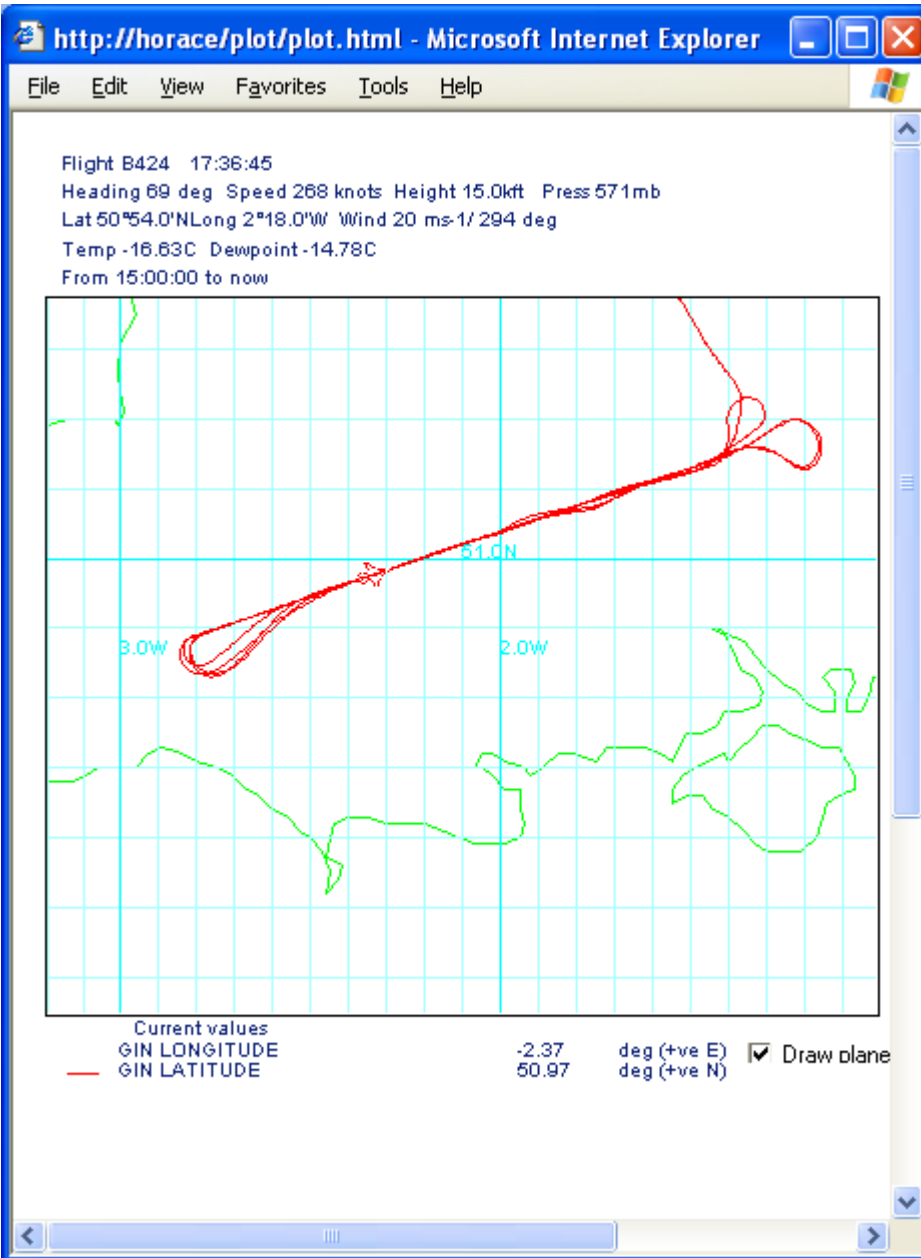 http://horace/plot/plot.html - Microsoft Internet Explorer
File Edit View Favorites Tools Help
Flight B424 17:36:45
Heading 69 deg Speed 268 knots Height 15.0kft Press 571mb
Lat 50°54.0'NLong 2°18.0'W Wind 20 ms-1/ 294 deg
Temp -16.63C Dewpoint -14.78C
From 15:00:00 to now
51.0N
3.0W 2.0W
Current values
GIN LONGITUDE -2.37 deg (+ve E)
GIN LATITUDE 50.97 deg (+ve N)
Draw plane